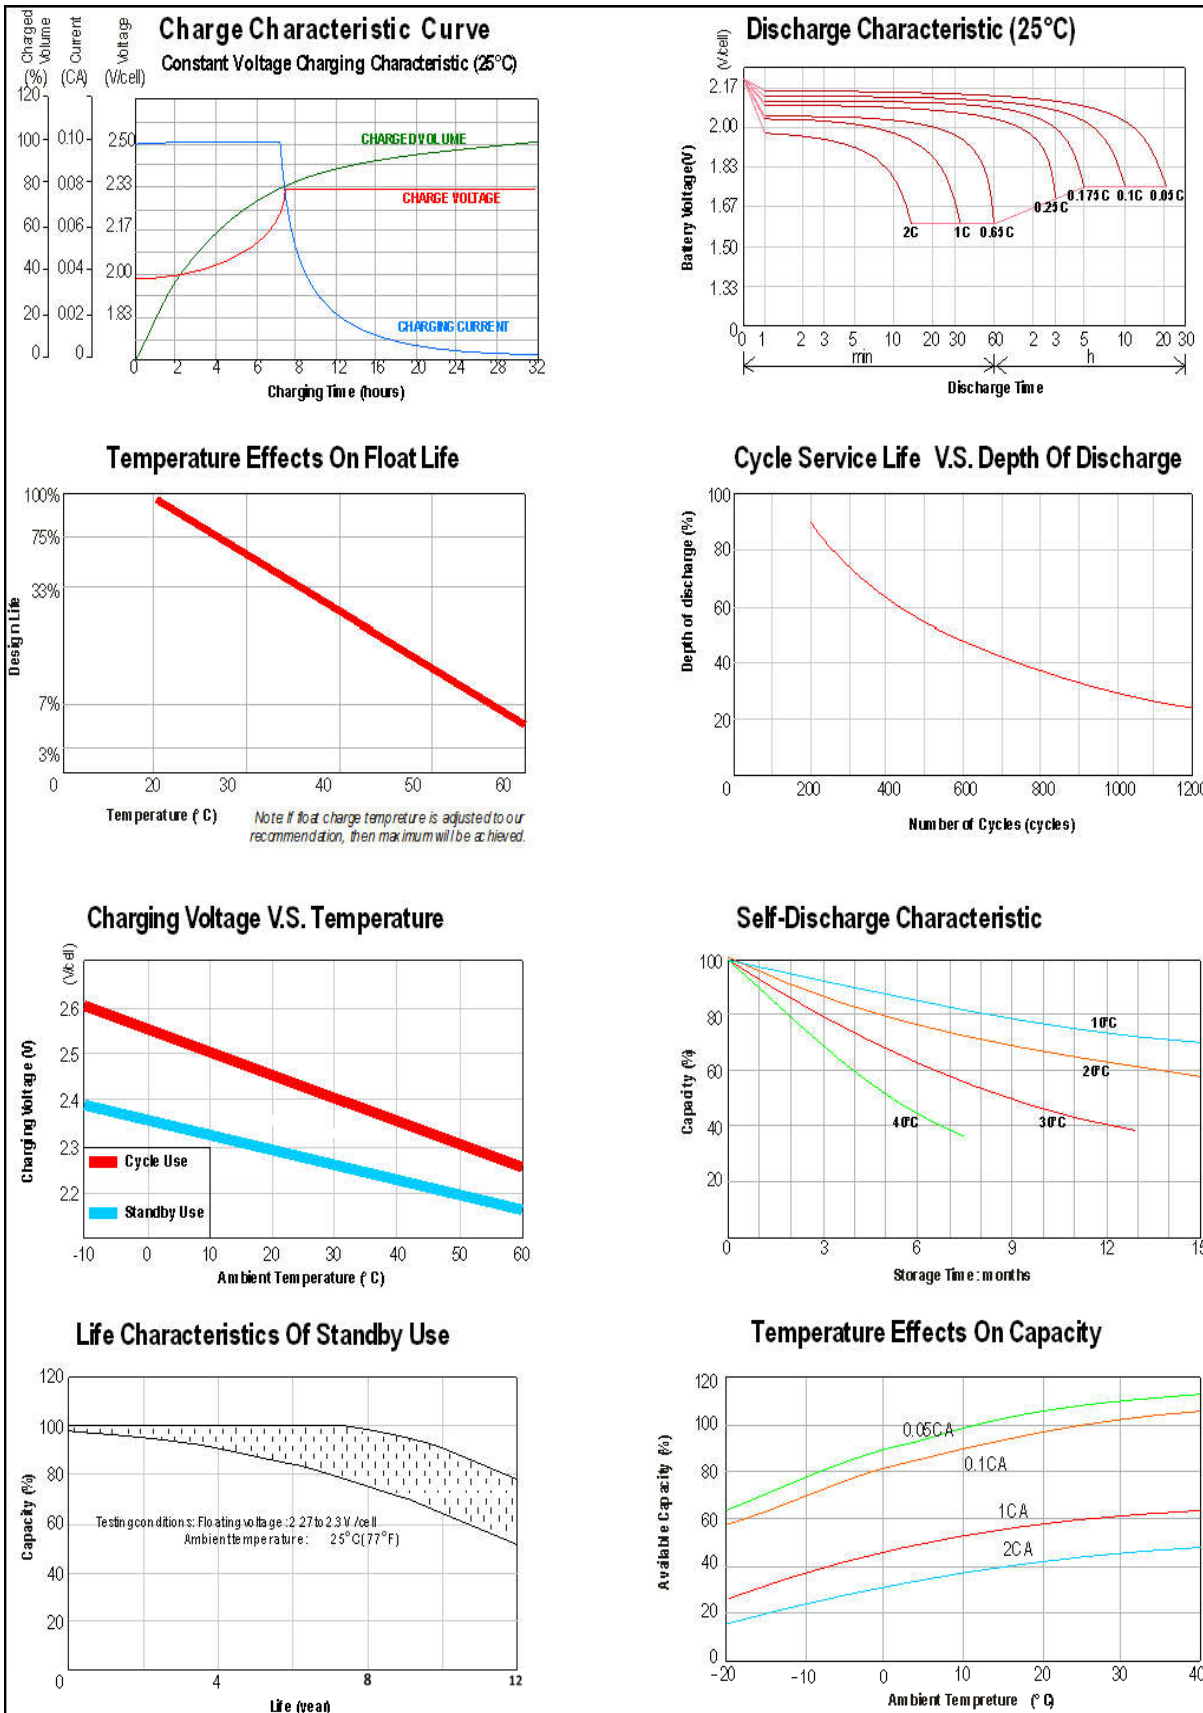 Charge Characteristic Curve
Constant Voltage Charging Characteristic (25°C)
Charged Volume (%)
Current (CA)
Voltage (V/cell)
120
100 0.10 2.50
80 0.08 2.33
60 0.06 2.17
40 0.04 2.00
20 0.02 1.83
0 0
CHARGED VOLUME
CHARGE VOLTAGE
CHARGING CURRENT
0 2 4 6 8 12 16 20 24 28 32
Charging Time (hours)
Discharge Characteristic (25°C)
(V/cell)
Battery Voltage(V)
2.17
2.00
1.83
1.67
1.50
1.33
0
2C 1C 0.65C 0.25C 0.175C 0.1C 0.05C
0 1 2 3 5 10 20 30 60 2 3 5 10 20 30
min h
Discharge Time
Temperature Effects On Float Life
Design Life
100%
75%
33%
7%
3%
0 20 30 40 50 60
Temperature (°C)
Note: If float charge tempreture is adjusted to our
recommendation, then maximum will be achieved.
Cycle Service Life V.S. Depth Of Discharge
Depth of discharge (%)
100
80
60
40
20
0 200 400 600 800 1000 1200
Number of Cycles (cycles)
Charging Voltage V.S. Temperature
(V/cell)
Charging Voltage (V)
2.6
2.5
2.4
2.3
2.2
Cycle Use
Standby Use
-10 0 10 20 30 40 50 60
Ambient Temperature (°C)
Self-Discharge Characteristic
Capacity (%)
100
80
60
40
20
10°C
20°C
30°C
40°C
0 3 6 9 12 15
Storage Time: months
Life Characteristics Of Standby Use
Capacity (%)
120
100
80
60
40
20
Testing conditions: Floating voltage: 2.27 to 2.3 V /cell
Ambient temperature: 25°C(77°F)
0 4 8 12
Life (year)
Temperature Effects On Capacity
Available Capacity (%)
120
100
80
60
40
20
0
0.05CA
0.1CA
1CA
2CA
-20 -10 0 10 20 30 40
Ambient Tempreture (°C)